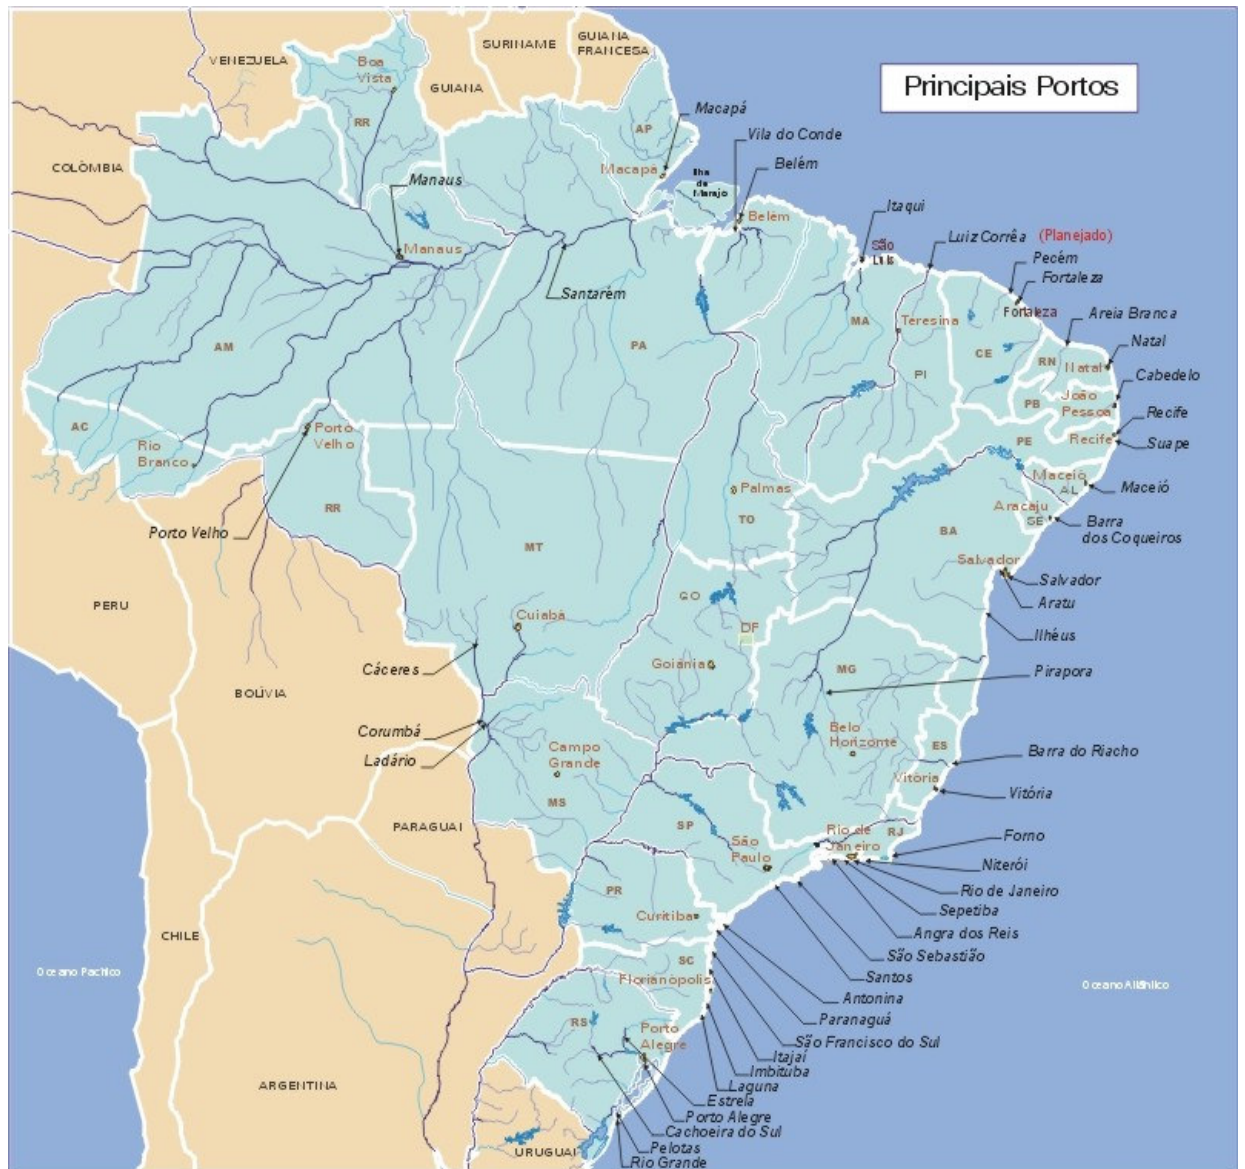 Principais Portos
VENEZUELA
SURINAME
GUIANA
FRANCESA
GUIANA
COLÔMBIA
Boa
Vista
RR
AP
Macapá
Macapá
Vila do Conde
Belém
Ilha
de
Marajo
Belém
Manaus
Manaus
Itaqui
São
Luís
Luiz Corrêa
(Planejado)
Pecém
Fortaleza
Fortaleza
Santarém
Areia Branca
Natal
Natal
Cabedelo
João
Pessoa
Recife
Recife
Suape
Teresina
MA
PI
CE
RN
PB
PE
AM
PA
AC
Rio
Branco
Porto
Velho
Porto Velho
RR
MT
Palmas
TO
Maceió
AL
Maceió
Aracaju
SE
Barra
dos Coqueiros
BA
Salvador
Salvador
Aratu
Ilhéus
PERU
BOLÍVIA
Cuiabá
Cáceres
GO
DF
Goiânia
MG
Pirapora
Corumbá
Ladário
Campo
Grande
MS
Belo
Horizonte
ES
Barra do Riacho
Vitória
Vitória
PARAGUAI
SP
São
Paulo
Rio de
Janeiro
RJ
Forno
Niterói
Rio de Janeiro
Sepetiba
Angra dos Reis
São Sebastião
Santos
PR
Curitiba
Antonina
Paranaguá
São Francisco do Sul
SC
Florianópolis
Itajaí
Imbituba
Laguna
RS
Porto
Alegre
Estrela
Porto Alegre
Cachoeira do Sul
Pelotas
Rio Grande
CHILE
ARGENTINA
URUGUAI
Oceano Pacífico
Oceano Atlântico